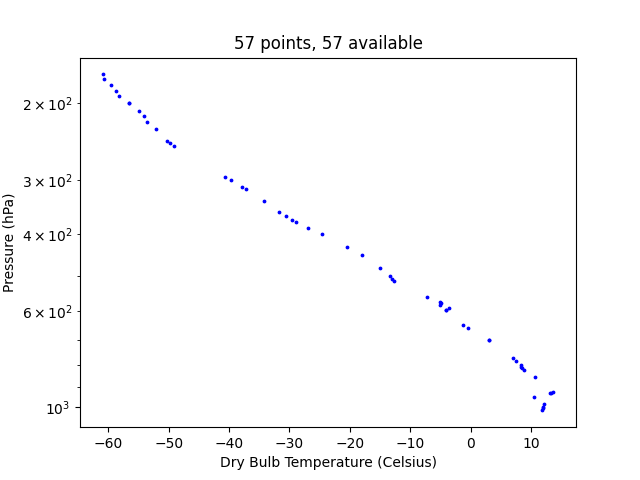 57 points, 57 available
2 × 10²
3 × 10²
4 × 10²
6 × 10²
10³
Pressure (hPa)
−60 −50 −40 −30 −20 −10 0 10
Dry Bulb Temperature (Celsius)